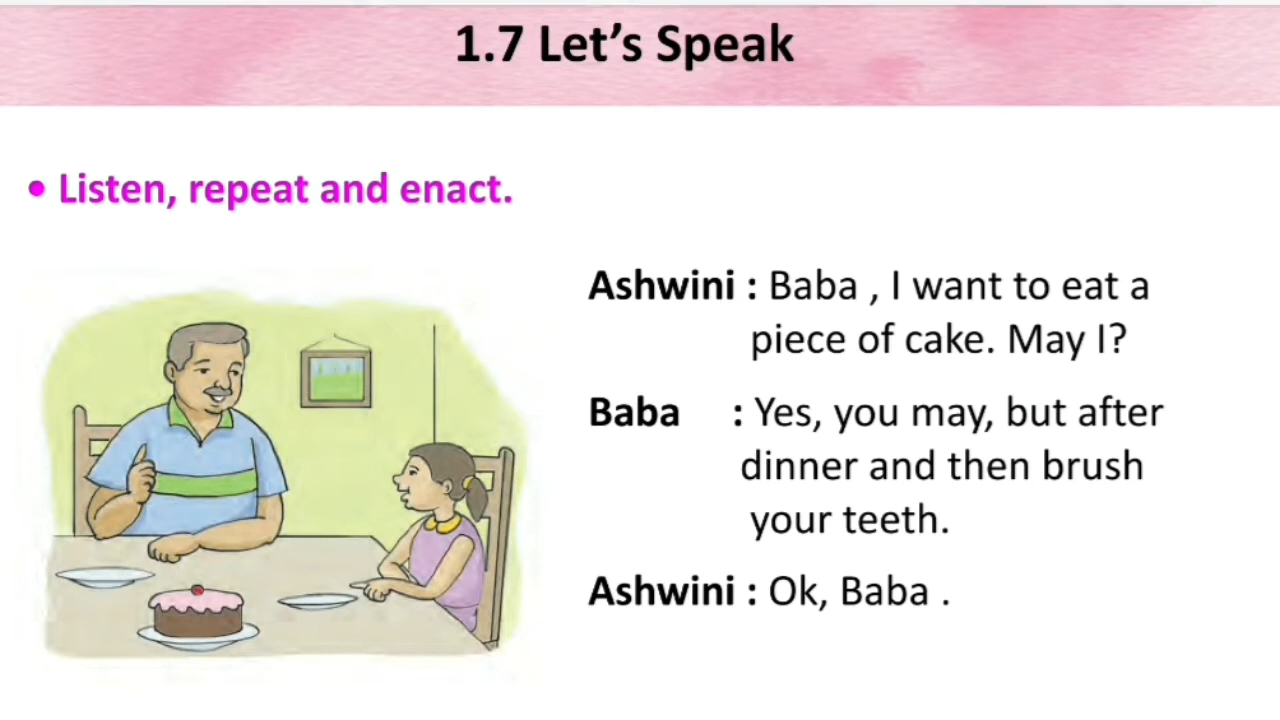 1.7 Let’s Speak
• Listen, repeat and enact.
Ashwini : Baba , I want to eat a
piece of cake. May I?
Baba : Yes, you may, but after
dinner and then brush
your teeth.
Ashwini : Ok, Baba .